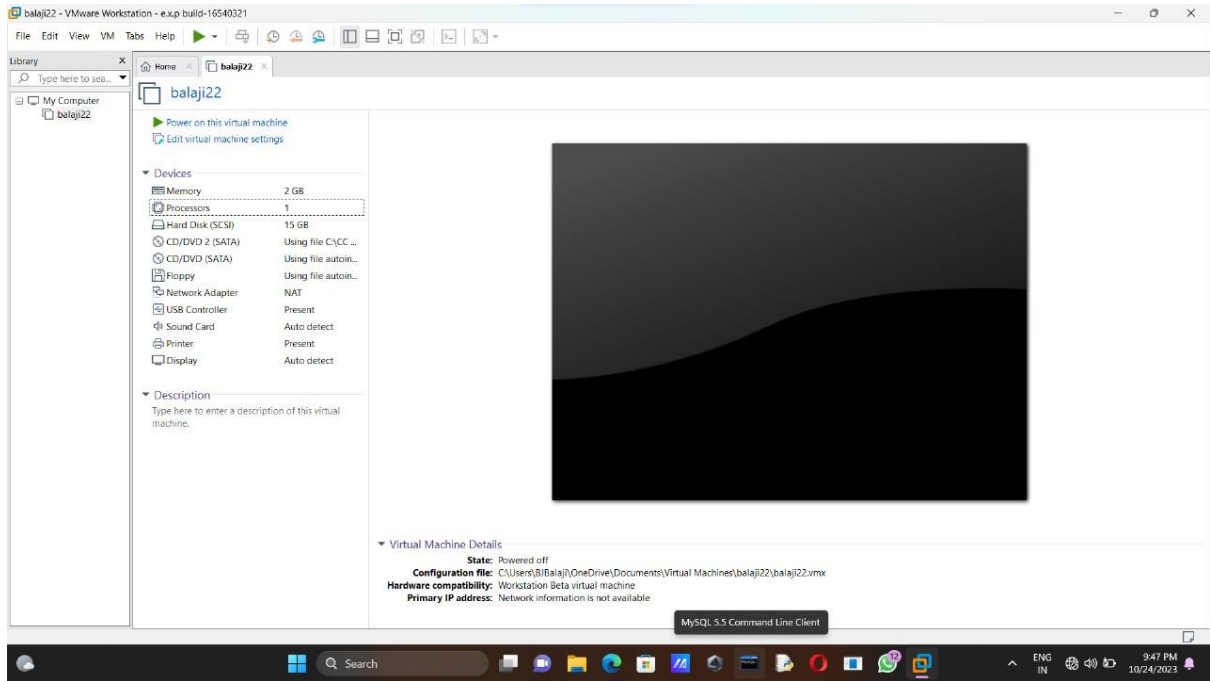 balaji22 - VMware Workstation - e.x.p build-16540321
File Edit View VM Tabs Help
Library X
Home
balaji22
Type here to sea...
My Computer
balaji22
balaji22
Power on this virtual machine
Edit virtual machine settings
Devices
Memory 2 GB
Processors 1
Hard Disk (SCSI) 15 GB
CD/DVD 2 (SATA) Using file C:\CC ...
CD/DVD (SATA) Using file autoin...
Floppy Using file autoin...
Network Adapter NAT
USB Controller Present
Sound Card Auto detect
Printer Present
Display Auto detect
Description
Type here to enter a description of this virtual
machine.
Virtual Machine Details
State: Powered off
Configuration file: C:\Users\BJBalaji\OneDrive\Documents\Virtual Machines\balaji22\balaji22.vmx
Hardware compatibility: Workstation Beta virtual machine
Primary IP address: Network information is not available
MySQL 5.5 Command Line Client
Search
12
ENG
IN
9:47 PM
10/24/2023